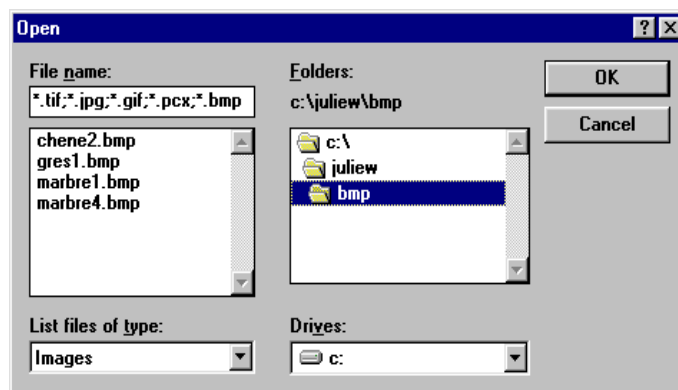 Open
File name:
*.tif;*.jpg;*.gif;*.pcx;*.bmp
chene2.bmp
gres1.bmp
marbre1.bmp
marbre4.bmp
List files of type:
Images
Folders:
c:\juliew\bmp
c:\
juliew
bmp
Drives:
c:
OK
Cancel